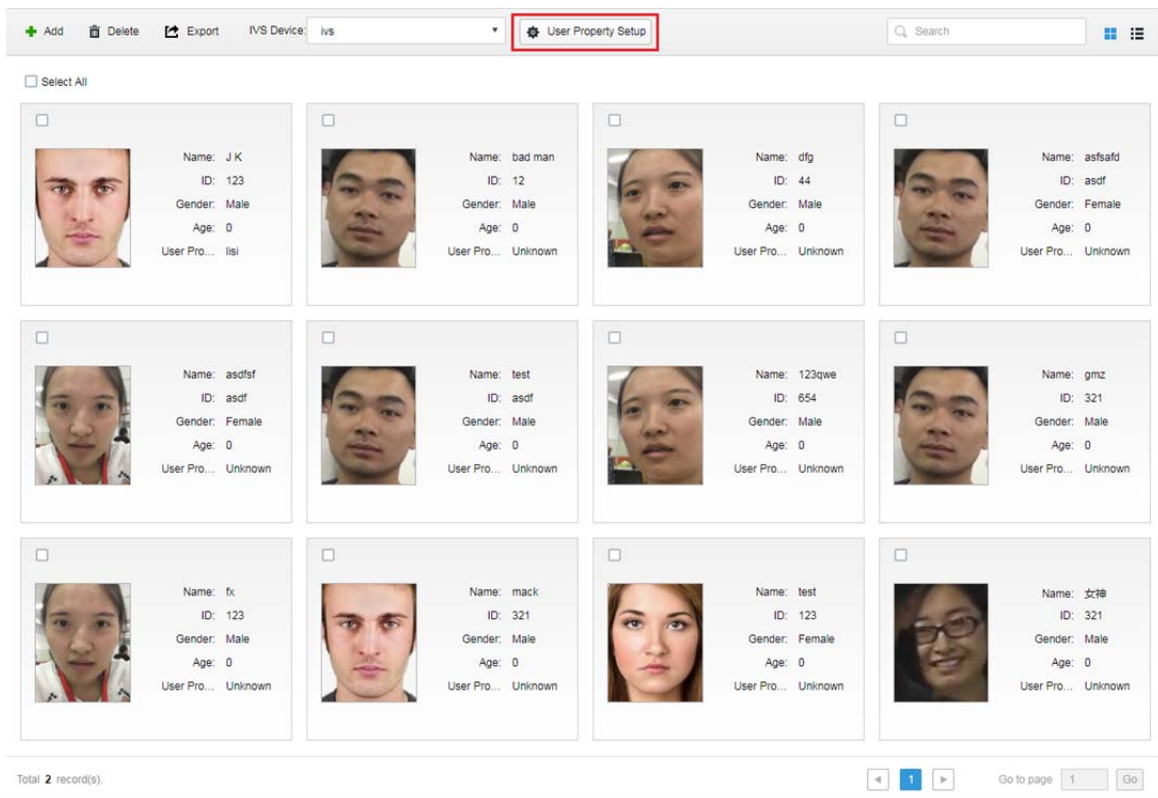 Add Delete Export IVS Device: ivs User Property Setup Search
Select All
Name: J K
ID: 123
Gender: Male
Age: 0
User Pro... lisi
Name: bad man
ID: 12
Gender: Male
Age: 0
User Pro... Unknown
Name: dfg
ID: 44
Gender: Male
Age: 0
User Pro... Unknown
Name: asfsafd
ID: asdf
Gender: Female
Age: 0
User Pro... Unknown
Name: asdfsf
ID: asdf
Gender: Female
Age: 0
User Pro... Unknown
Name: test
ID: asdf
Gender: Male
Age: 0
User Pro... Unknown
Name: 123qwe
ID: 654
Gender: Male
Age: 0
User Pro... Unknown
Name: gmz
ID: 321
Gender: Male
Age: 0
User Pro... Unknown
Name: fx
ID: 123
Gender: Male
Age: 0
User Pro... Unknown
Name: mack
ID: 321
Gender: Male
Age: 0
User Pro... Unknown
Name: test
ID: 123
Gender: Female
Age: 0
User Pro... Unknown
Name: 女神
ID: 321
Gender: Male
Age: 0
User Pro... Unknown
Total 2 record(s). 1 Go to page 1 Go